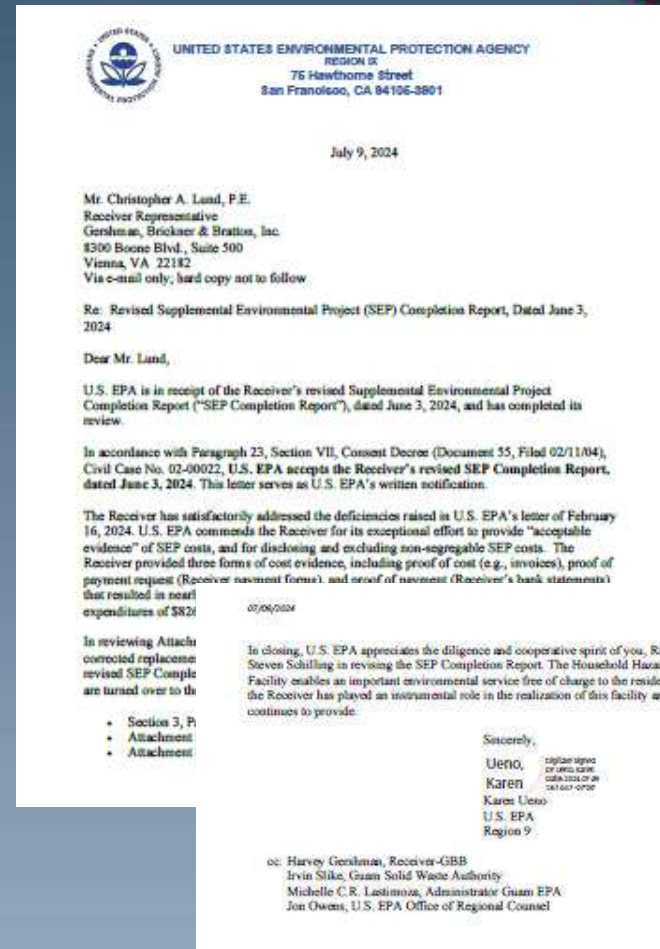 UNITED STATES ENVIRONMENTAL PROTECTION AGENCY
REGION IX
75 Hawthorne Street
San Francisco, CA 94105-3901
July 9, 2024
Mr. Christopher A. Lund, P.E.
Receiver Representative
Gershman, Brickner & Bratton, Inc.
8300 Boone Blvd., Suite 500
Vienna, VA 22182
Via e-mail only; hard copy not to follow
Re: Revised Supplemental Environmental Project (SEP) Completion Report, Dated June 3,
2024
Dear Mr. Lund,
U.S. EPA is in receipt of the Receiver's revised Supplemental Environmental Project
Completion Report ("SEP Completion Report"), dated June 3, 2024, and has completed its
review.
In accordance with Paragraph 23, Section VII, Consent Decree (Document 55, Filed 02/11/04),
Civil Case No. 02-00022, U.S. EPA accepts the Receiver's revised SEP Completion Report,
dated June 3, 2024. This letter serves as U.S. EPA's written notification.
The Receiver has satisfactorily addressed the deficiencies raised in U.S. EPA's letter of February
16, 2024. U.S. EPA commends the Receiver for its exceptional effort to provide "acceptable
evidence" of SEP costs, and for disclosing and excluding non-segregable SEP costs. The
Receiver provided three forms of cost evidence, including proof of cost (e.g., invoices), proof of
payment request (Receiver payment forms), and proof of payment (Receiver's bank statements)
that resulted in
expenditures of
In reviewing
corrected
revised SEP
are turned over to
• Section 3,
• Attachment
• Attachment
07/09/2024
In closing, U.S. EPA appreciates the diligence and cooperative spirit of you,
Steven Schilling in revising the SEP Completion Report. The Household
Facility enables an important environmental service free of charge to the
the Receiver has played an instrumental role in the realization of this facility
continues to provide.
Sincerely,
Ueno,
Karen
Digitally signed
Karen Ueno
U.S. EPA
Region 9
cc: Harvey Gershman, Receiver-GBB
Irvin Slike, Guam Solid Waste Authority
Michelle C.R. Lastimoza, Administrator Guam EPA
Jon Owens, U.S. EPA Office of Regional Counsel